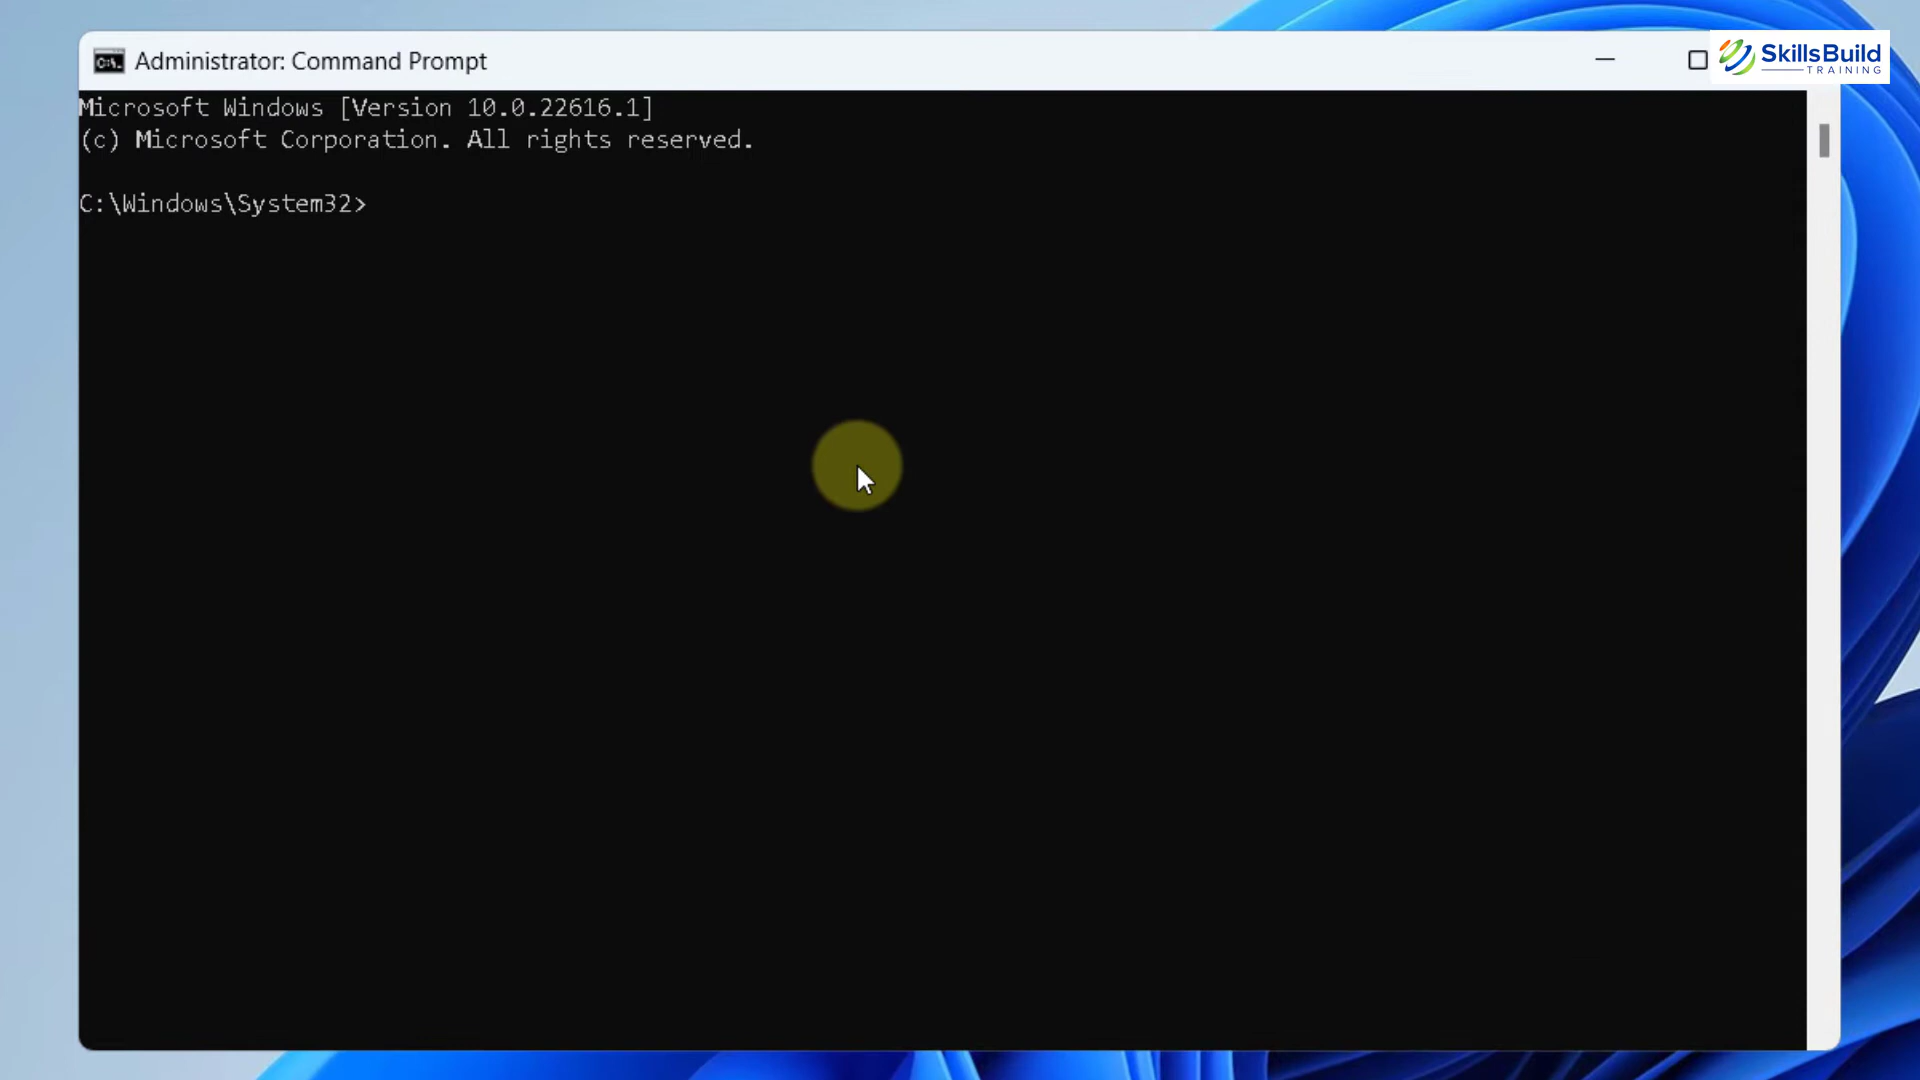 Administrator: Command Prompt
SkillsBuild
TRAINING
Microsoft Windows [Version 10.0.22616.1]
(c) Microsoft Corporation. All rights reserved.
C:\Windows\System32>